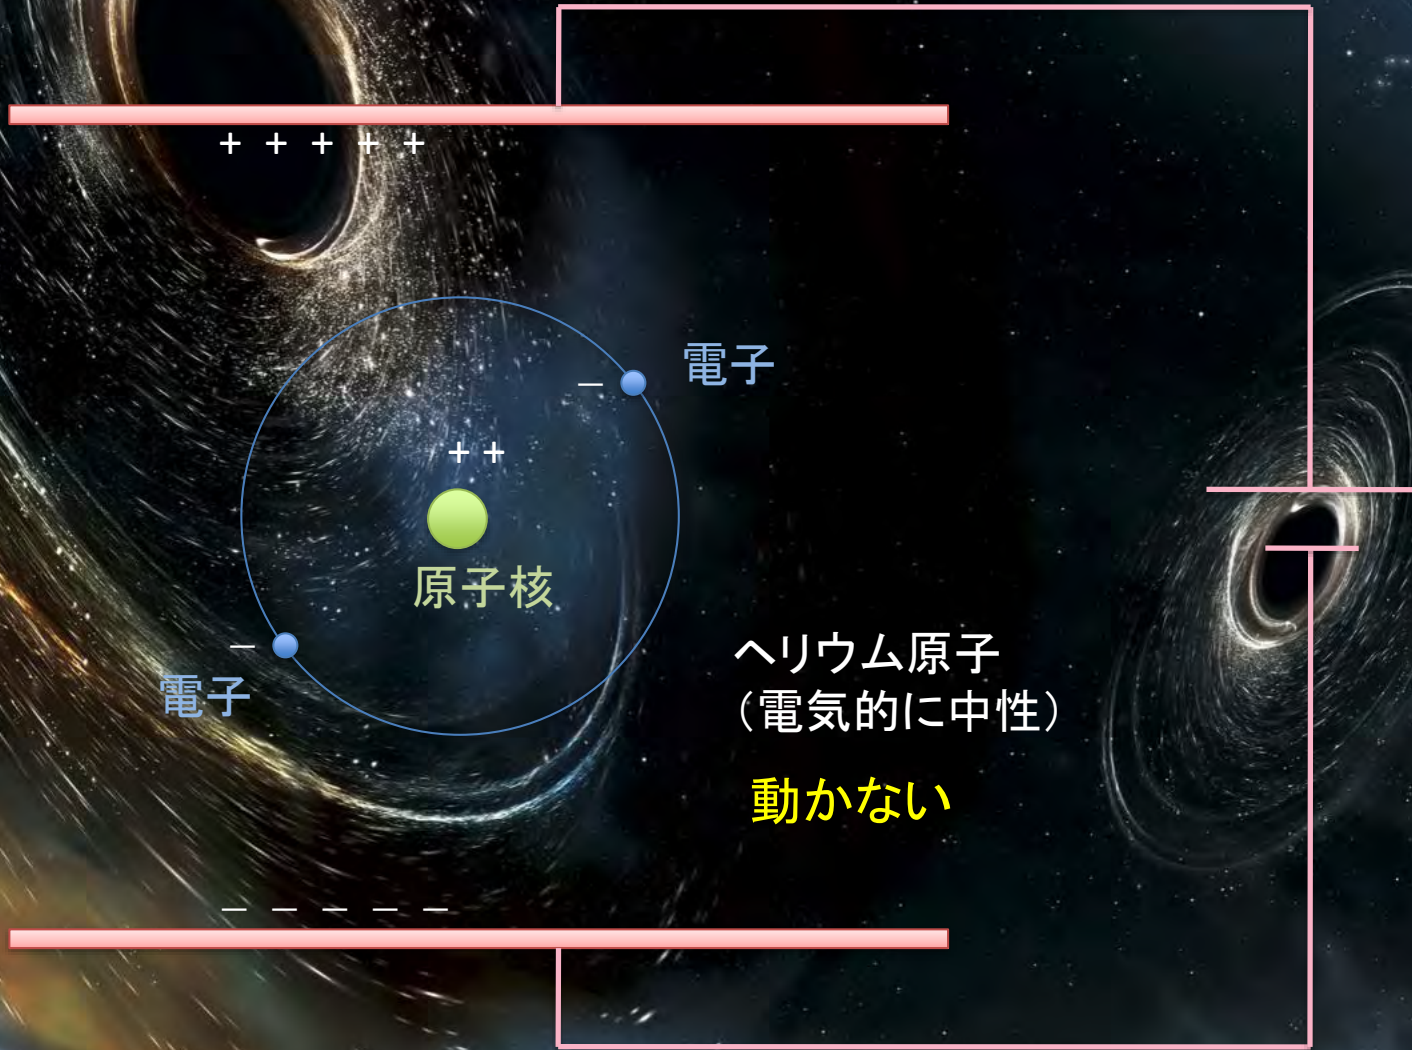 + + + + +
電子
−
+ +
原子核
−
電子
ヘリウム原子
（電気的に中性）
動かない
− − − − −